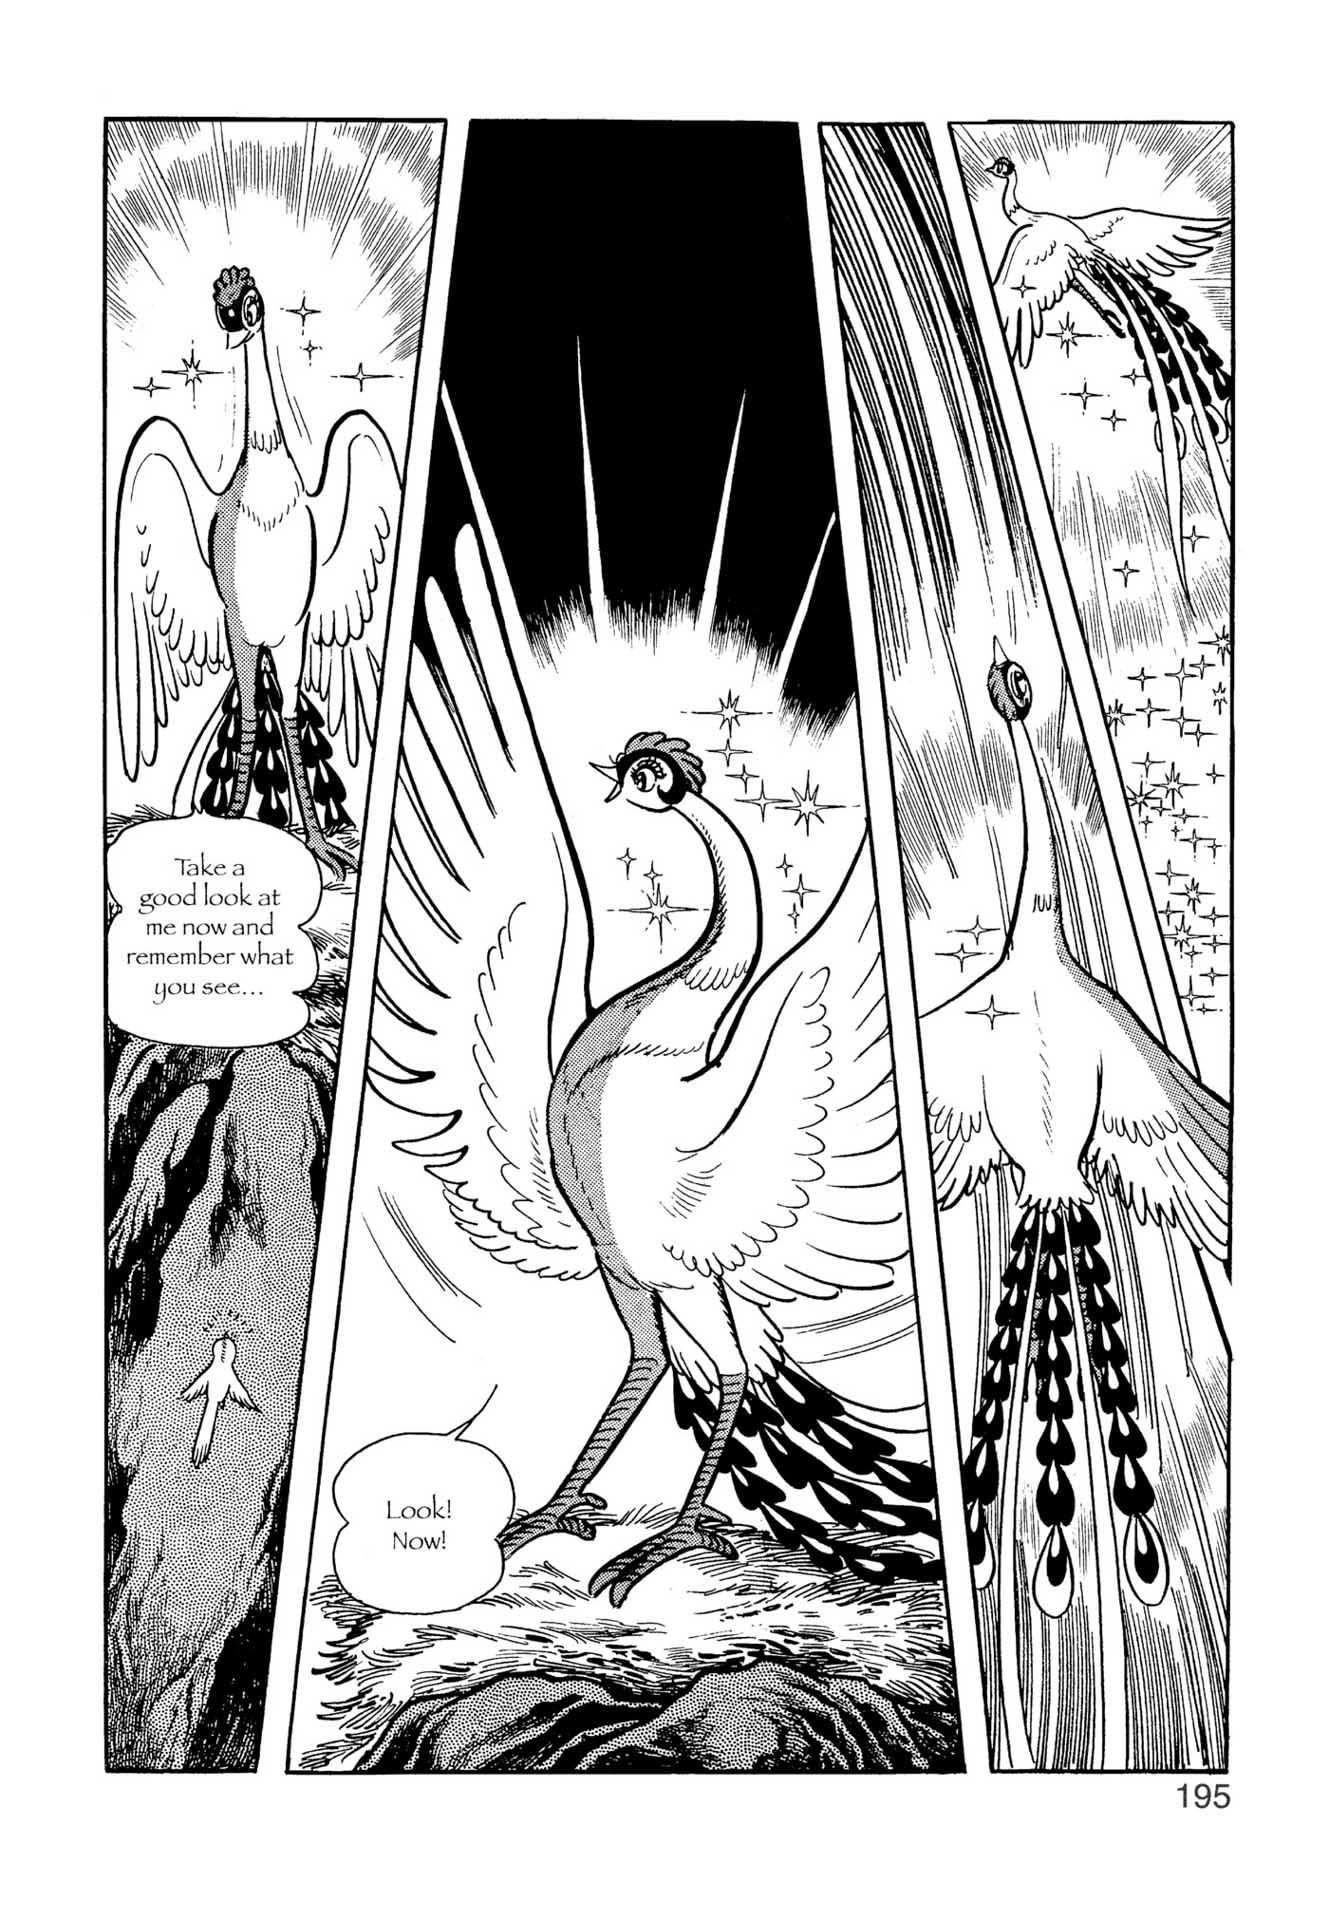 Take a
good look at
me now and
remember what
you see...
Look!
Now!
195